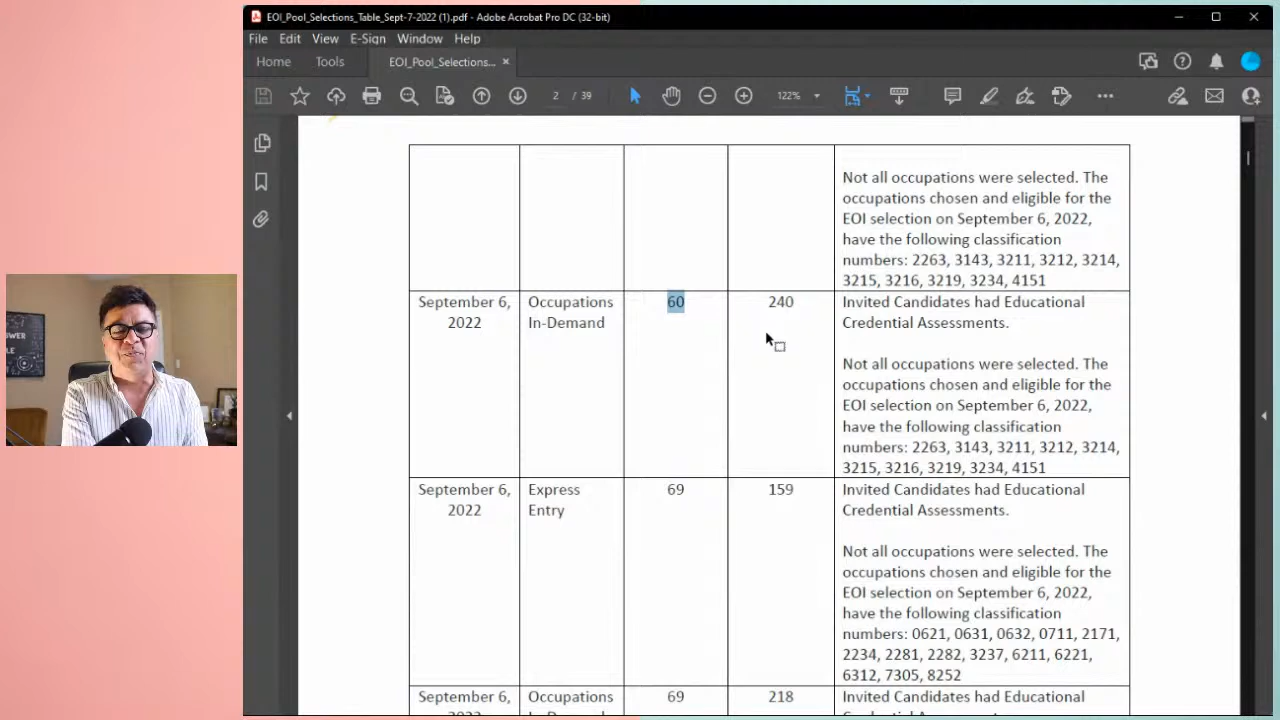 EOI_Pool_Selections_Table_Sept-7-2022 (1).pdf - Adobe Acrobat Pro DC (32-bit)
File Edit View E-Sign Window Help
Home Tools EOI_Pool_Selections... ×
2 / 39 122%
Not all occupations were selected. The
occupations chosen and eligible for the
EOI selection on September 6, 2022,
have the following classification
numbers: 2263, 3143, 3211, 3212, 3214,
3215, 3216, 3219, 3234, 4151
September 6,
2022
Occupations
In-Demand
60
240
Invited Candidates had Educational
Credential Assessments.
Not all occupations were selected. The
occupations chosen and eligible for the
EOI selection on September 6, 2022,
have the following classification
numbers: 2263, 3143, 3211, 3212, 3214,
3215, 3216, 3219, 3234, 4151
September 6,
2022
Express
Entry
69
159
Invited Candidates had Educational
Credential Assessments.
Not all occupations were selected. The
occupations chosen and eligible for the
EOI selection on September 6, 2022,
have the following classification
numbers: 0621, 0631, 0632, 0711, 2171,
2234, 2281, 2282, 3237, 6211, 6221,
6312, 7305, 8252
September 6,
Occupations
69
218
Invited Candidates had Educational